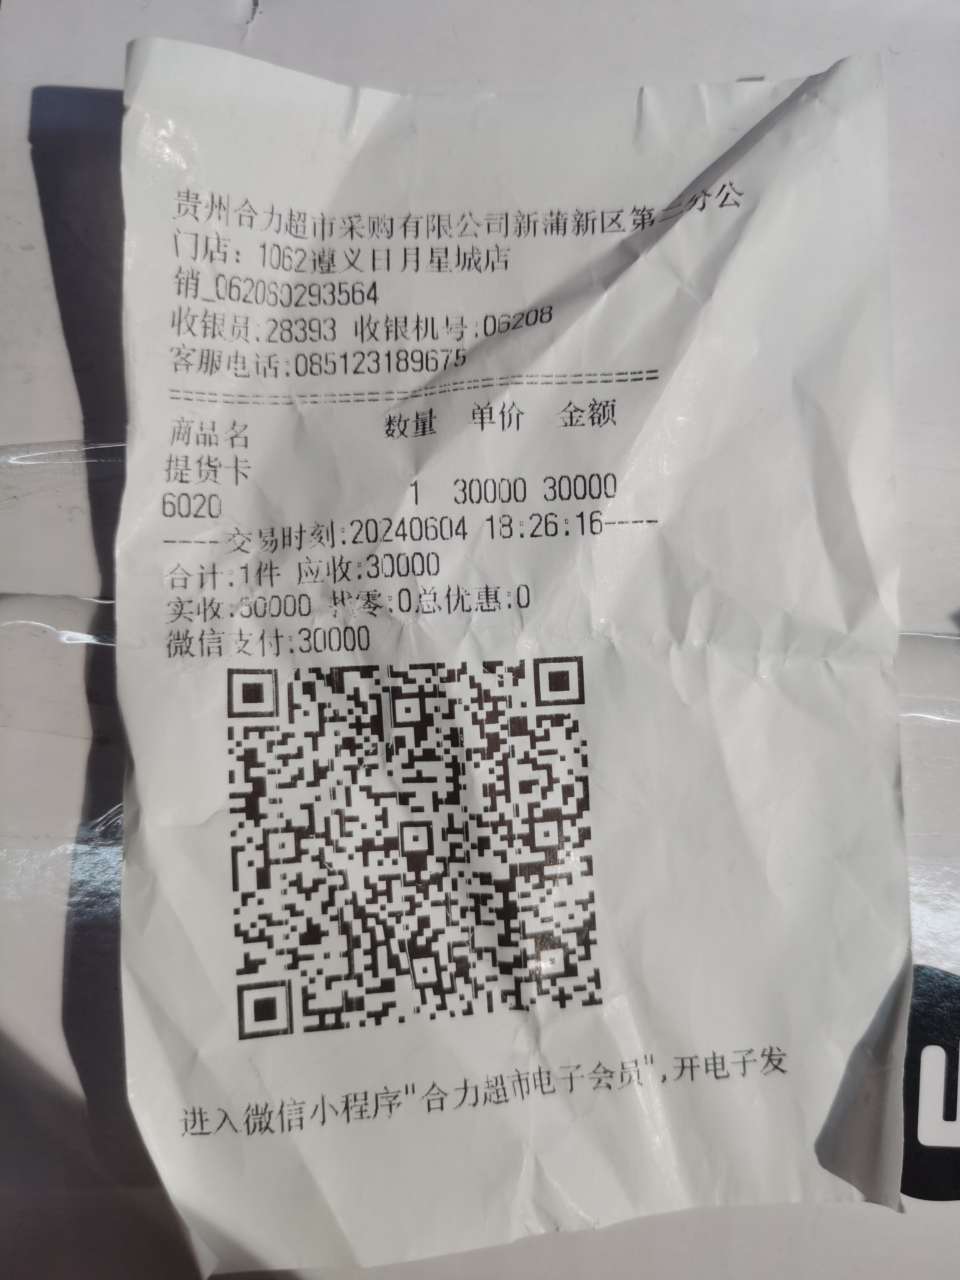 贵州合力超市采购有限公司新蒲新区第二分公
门店：1062遵义日月星城店
销_062080293564
收银员:28393 收银机号:06208
客服电话:085123189675
================================
商品名 数量 单价 金额
提货卡
6020 1 30000 30000
----交易时刻:20240604 18:26:16----
合计:1件 应收:30000
实收:30000 找零:0总优惠:0
微信支付:30000
进入微信小程序"合力超市电子会员",开电子发